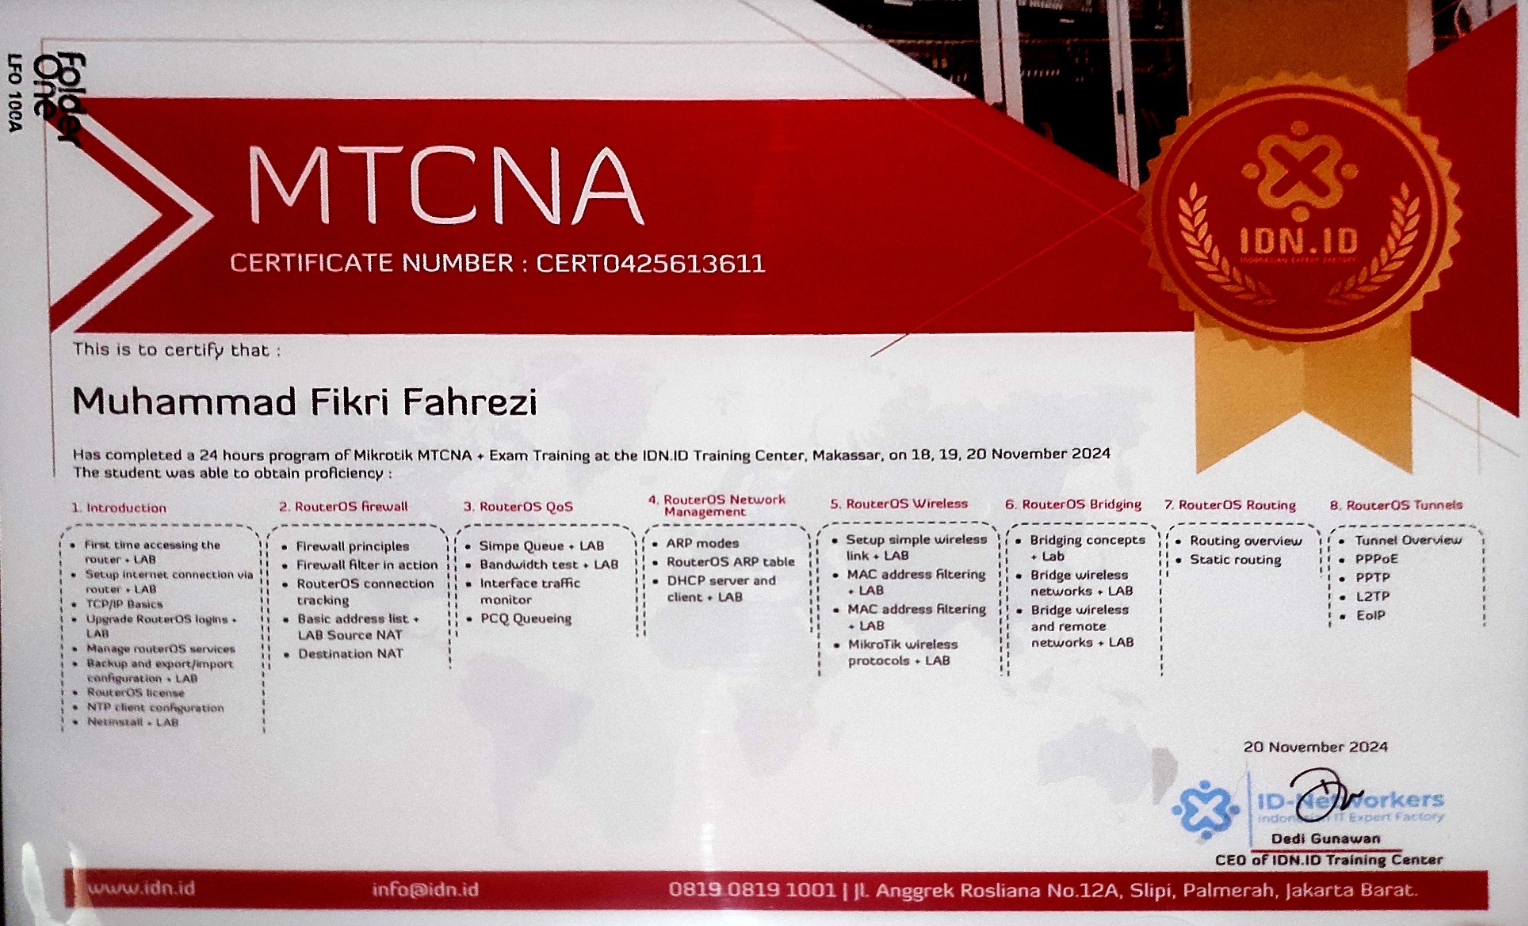 Folder
One
LFO 100A
MTCNA
CERTIFICATE NUMBER : CERT0425613611
IDN.ID
INDONESIAN EXPERT FACTORY
This is to certify that :
Muhammad Fikri Fahrezi
Has completed a 24 hours program of Mikrotik MTCNA + Exam Training at the IDN.ID Training Center, Makassar, on 18, 19, 20 November 2024
The student was able to obtain proficiency :
1. Introduction
• First time accessing the
router + LAB
• Setup internet connection via
router + LAB
• TCP/IP Basics
• Upgrade RouterOS logins +
LAB
• Manage routerOS services
• Backup and export/import
configuration + LAB
• RouterOS license
• NTP client configuration
• Netinstall + LAB
2. RouterOS firewall
• Firewall principles
• Firewall filter in action
• RouterOS connection
tracking
• Basic address list +
LAB Source NAT
• Destination NAT
3. RouterOS QoS
• Simpe Queue + LAB
• Bandwidth test + LAB
• Interface traffic
monitor
• PCQ Queueing
4. RouterOS Network
Management
• ARP modes
• RouterOS ARP table
• DHCP server and
client + LAB
5. RouterOS Wireless
• Setup simple wireless
link + LAB
• MAC address filtering
+ LAB
• MAC address filtering
+ LAB
• MikroTik wireless
protocols + LAB
6. RouterOS Bridging
• Bridging concepts
+ Lab
• Bridge wireless
networks + LAB
• Bridge wireless
and remote
networks + LAB
7. RouterOS Routing
• Routing overview
• Static routing
8. RouterOS Tunnels
• Tunnel Overview
• PPPoE
• PPTP
• L2TP
• EoIP
20 November 2024
ID-Networkers
Indonesian IT Expert Factory
Dedi Gunawan
CEO of IDN.ID Training Center
www.idn.id
info@idn.id
0819 0819 1001 | Jl. Anggrek Rosliana No.12A, Slipi, Palmerah, Jakarta Barat.